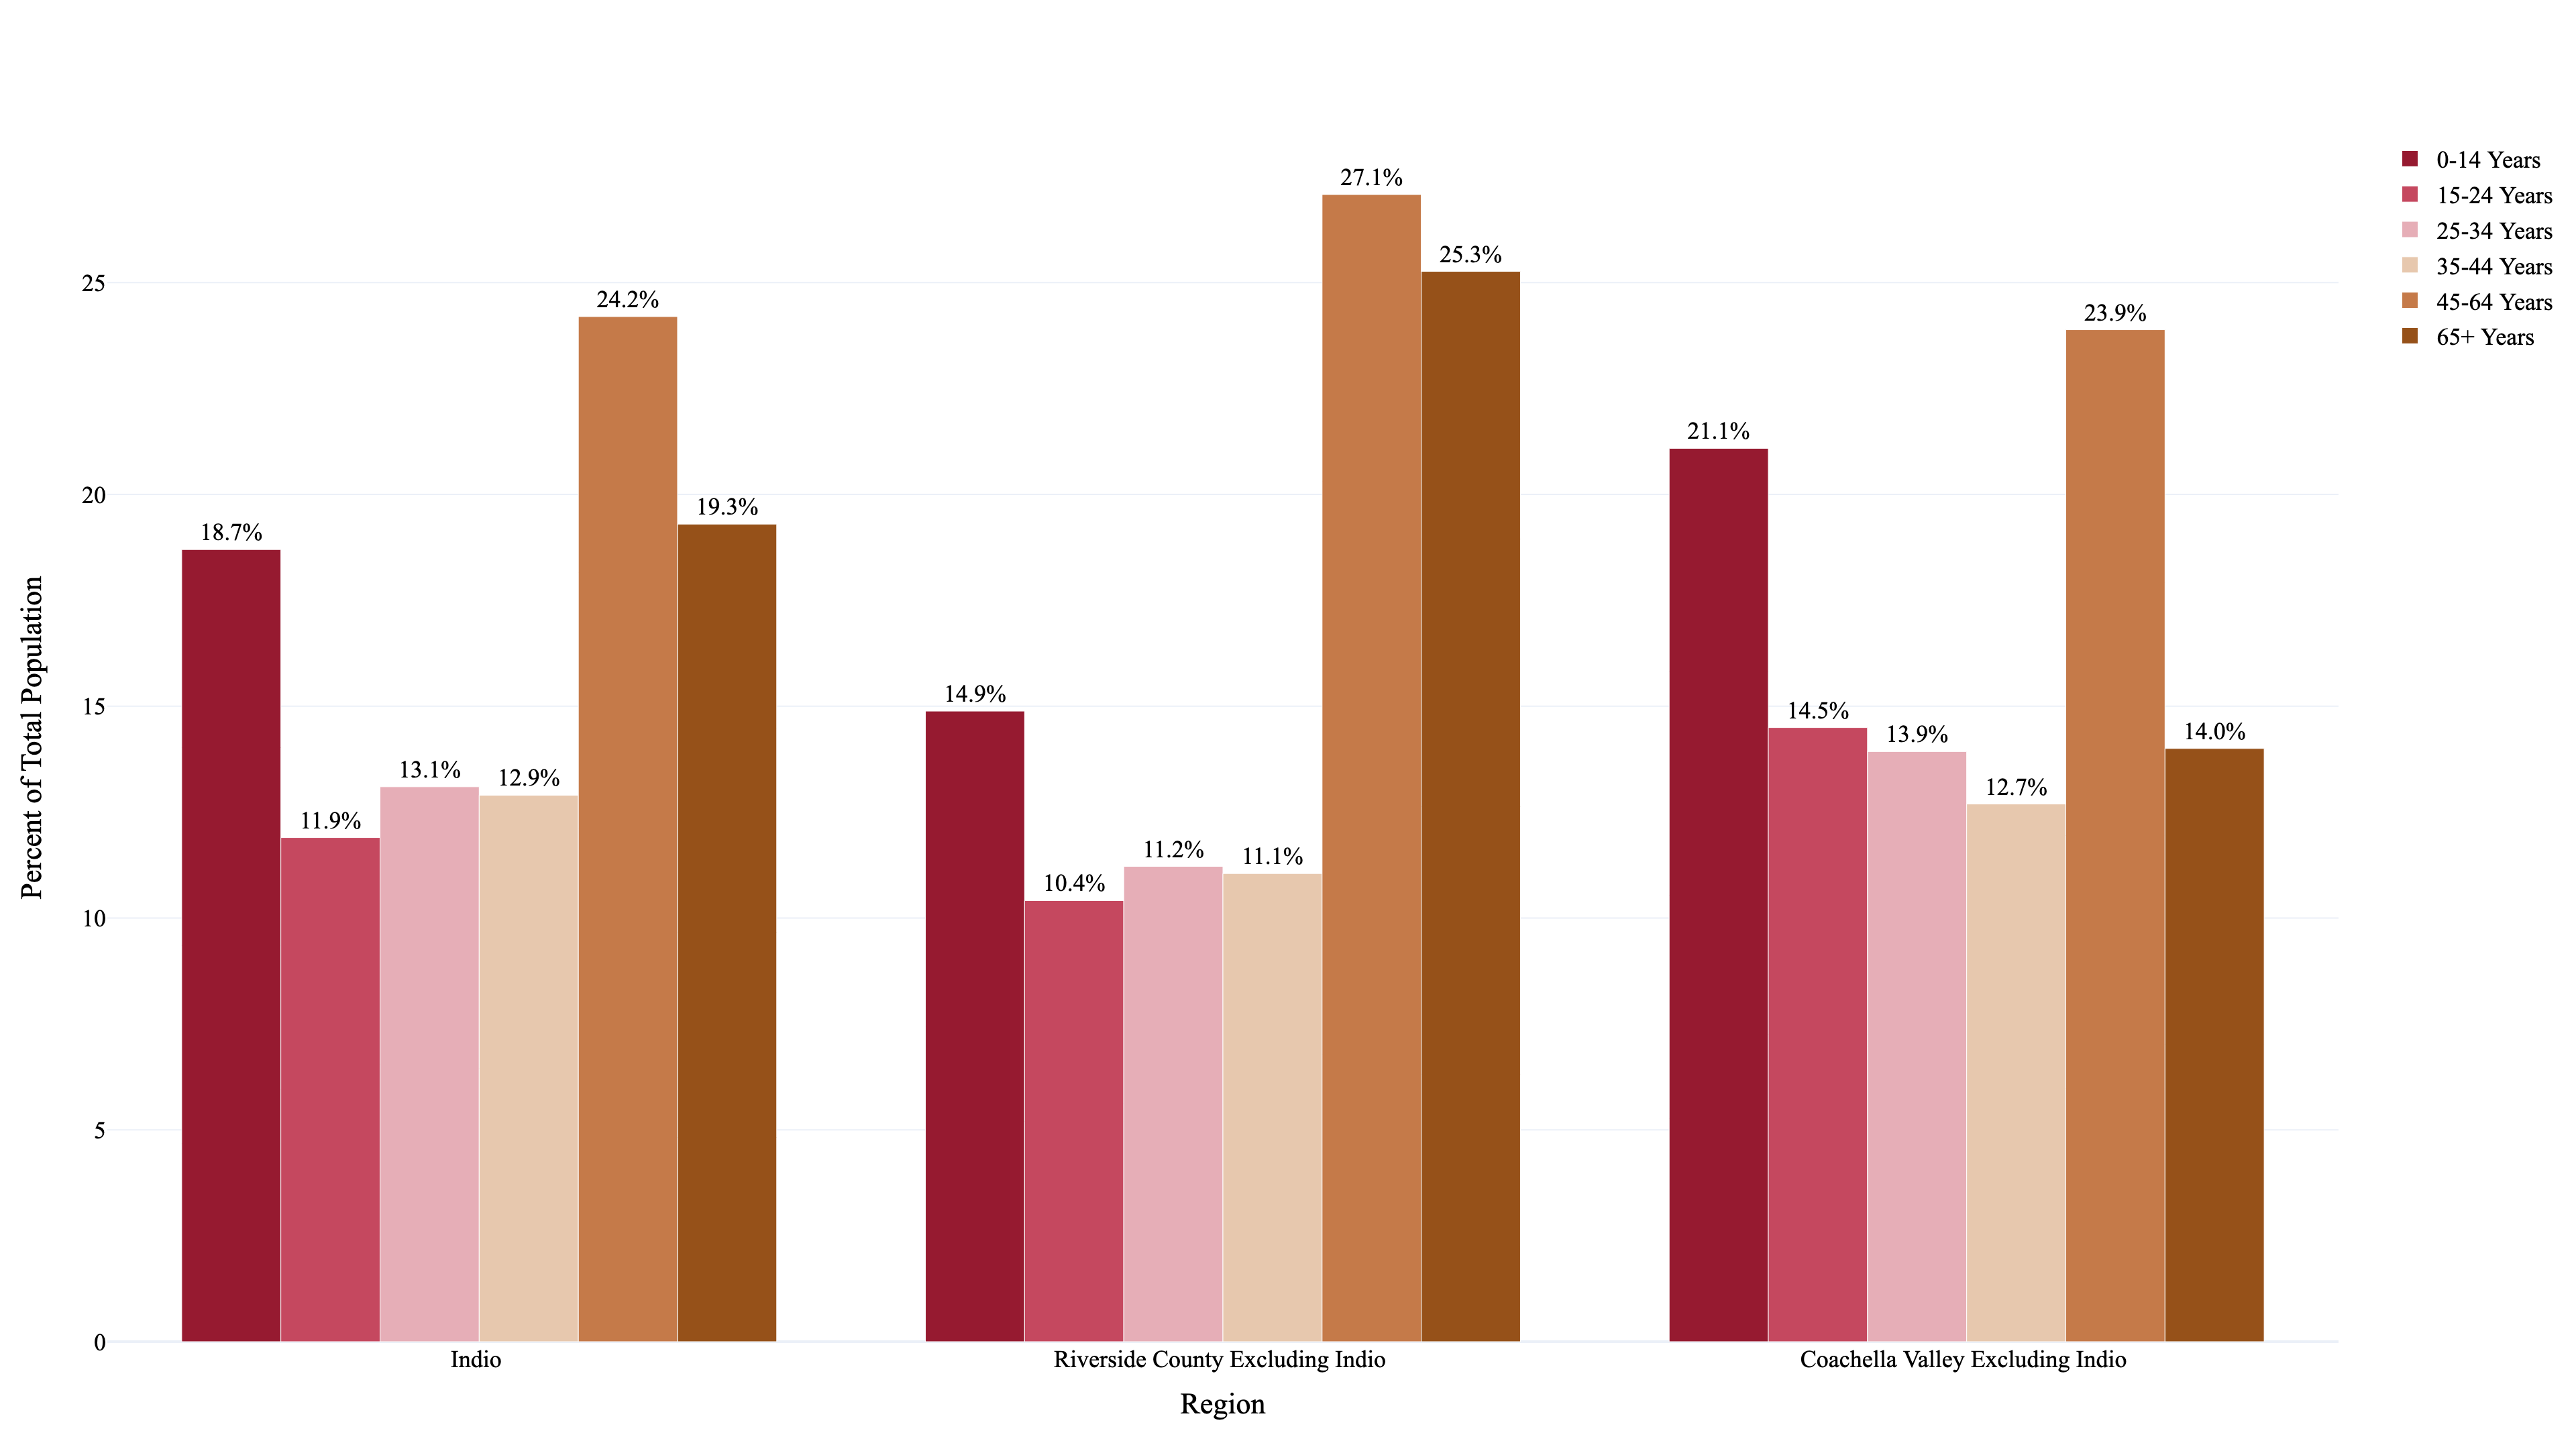 0-14 Years
15-24 Years
25-34 Years
35-44 Years
45-64 Years
65+ Years
Percent of Total Population
25
20
15
10
5
0
18.7%
11.9%
13.1%
12.9%
24.2%
19.3%
14.9%
10.4%
11.2%
11.1%
27.1%
25.3%
21.1%
14.5%
13.9%
12.7%
23.9%
14.0%
Indio
Riverside County Excluding Indio
Coachella Valley Excluding Indio
Region